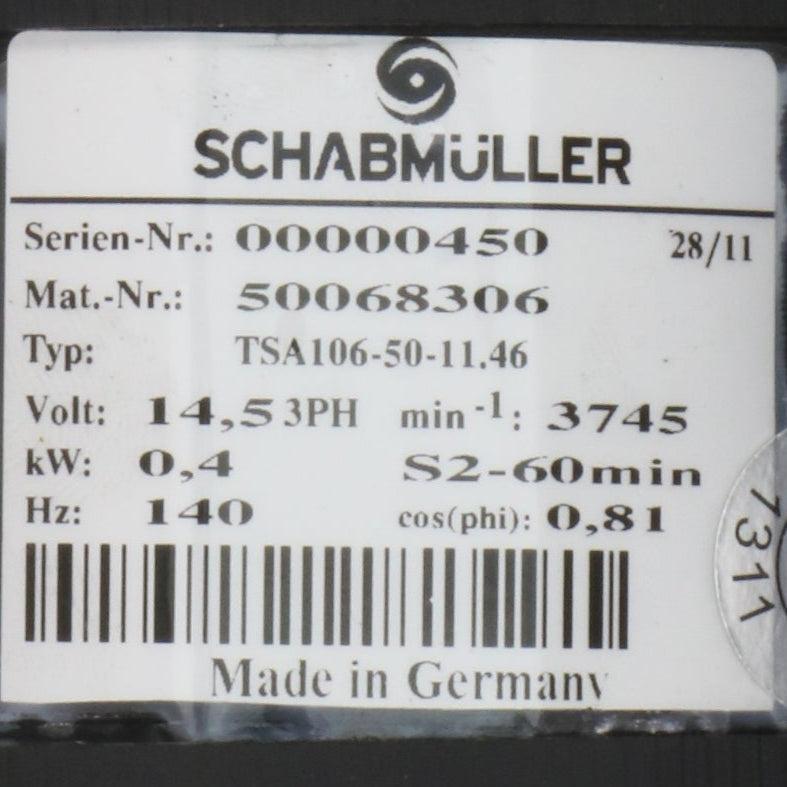 SCHABMÜLLER
Serien-Nr.: 00000450 28/11
Mat.-Nr.: 50068306
Typ: TSA106-50-11.46
Volt: 14,5 3PH min-1: 3745
kW: 0,4 S2-60min
Hz: 140 cos(phi): 0,81
1311
Made in Germany